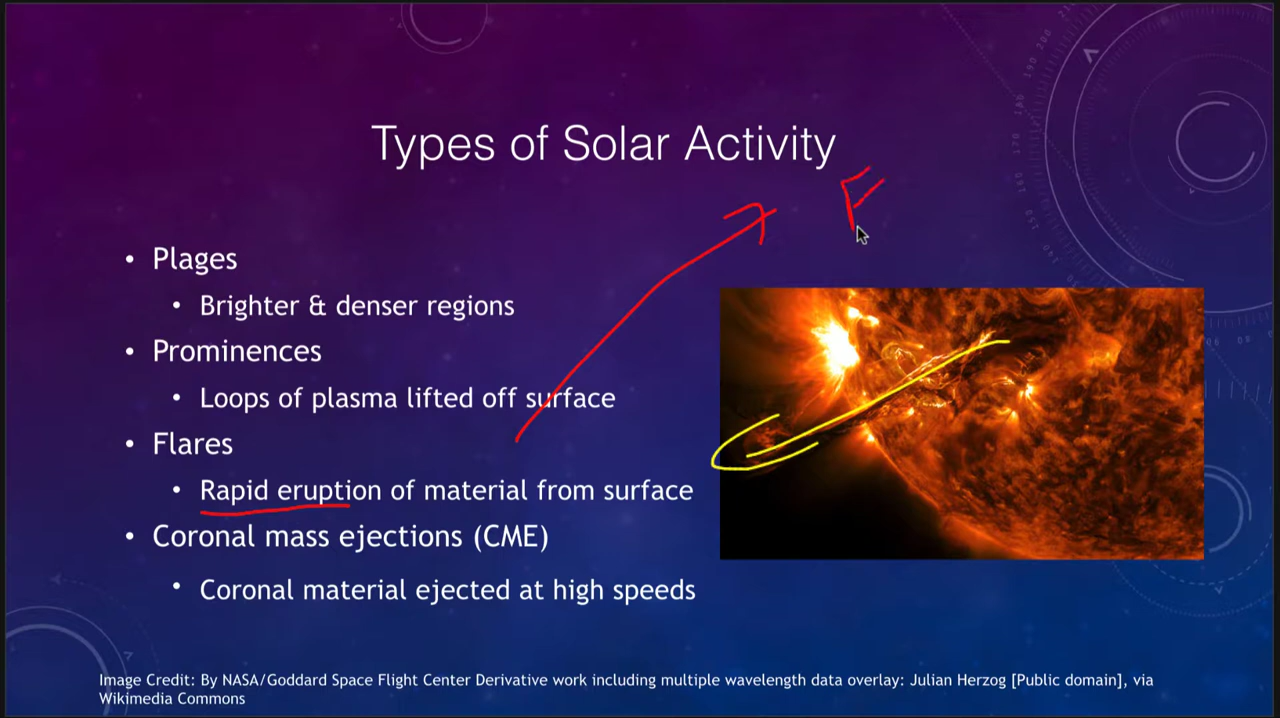 Types of Solar Activity
F
• Plages
• Brighter & denser regions
• Prominences
• Loops of plasma lifted off surface
• Flares
• Rapid eruption of material from surface
• Coronal mass ejections (CME)
• Coronal material ejected at high speeds
Image Credit: By NASA/Goddard Space Flight Center Derivative work including multiple wavelength data overlay: Julian Herzog [Public domain], via
Wikimedia Commons